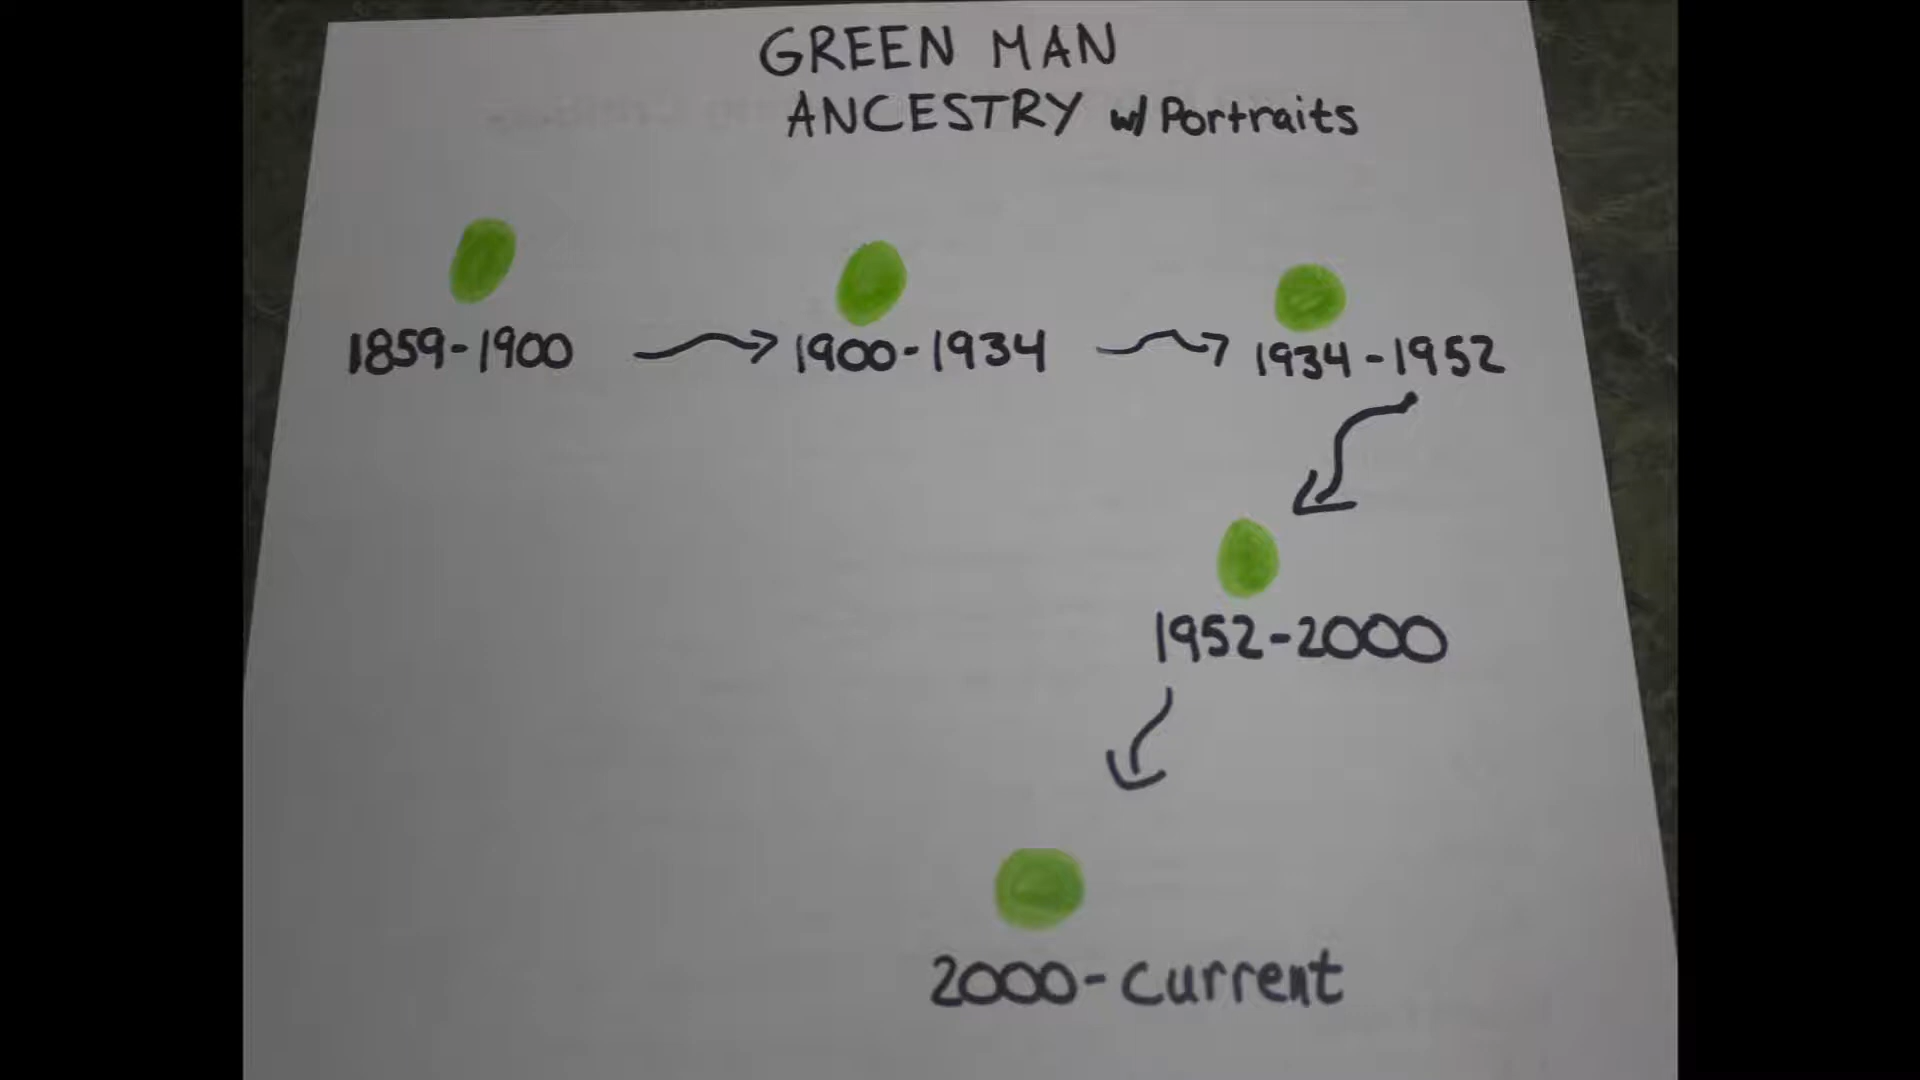 GREEN MAN
ANCESTRY w/ Portraits
1859-1900
1900-1934
1934-1952
1952-2000
2000-current